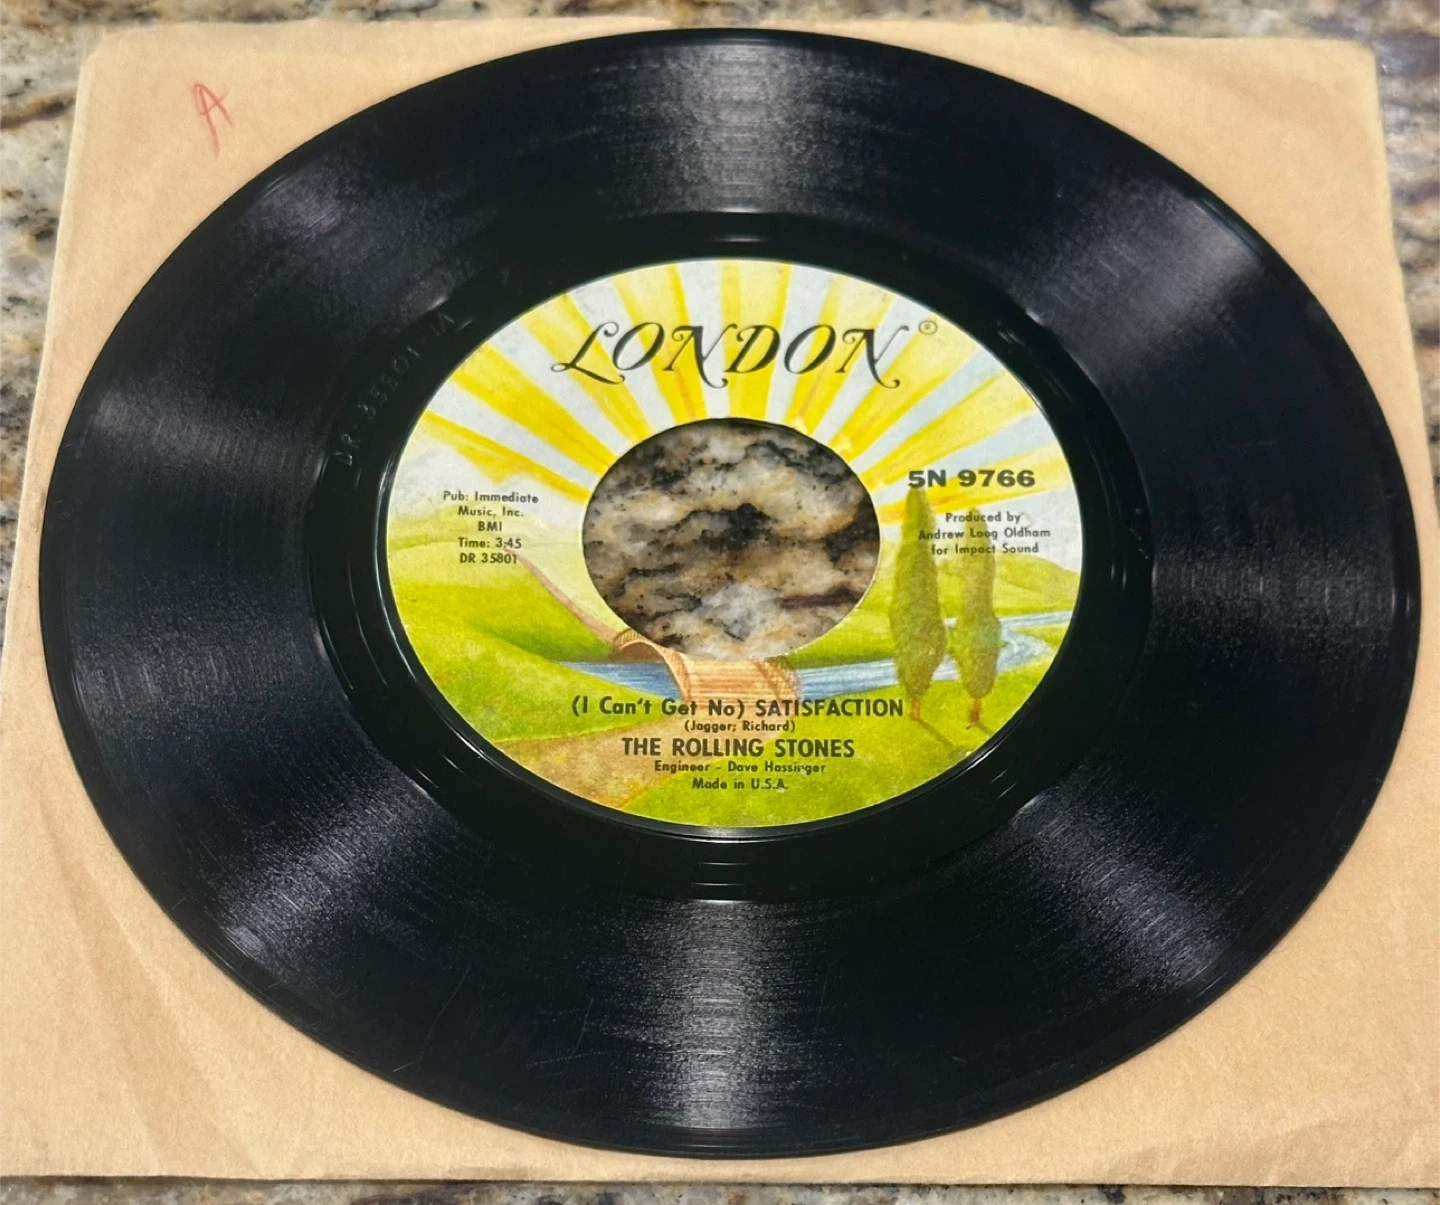 A
LONDON®
5N 9766
Pub: Immediate
Music, Inc.
BMI
Time: 3:45
DR 35801
Produced by
Andrew Loog Oldham
for Impact Sound
(I Can't Get No) SATISFACTION
(Jagger; Richard)
THE ROLLING STONES
Engineer - Dave Hassinger
Made in U.S.A.